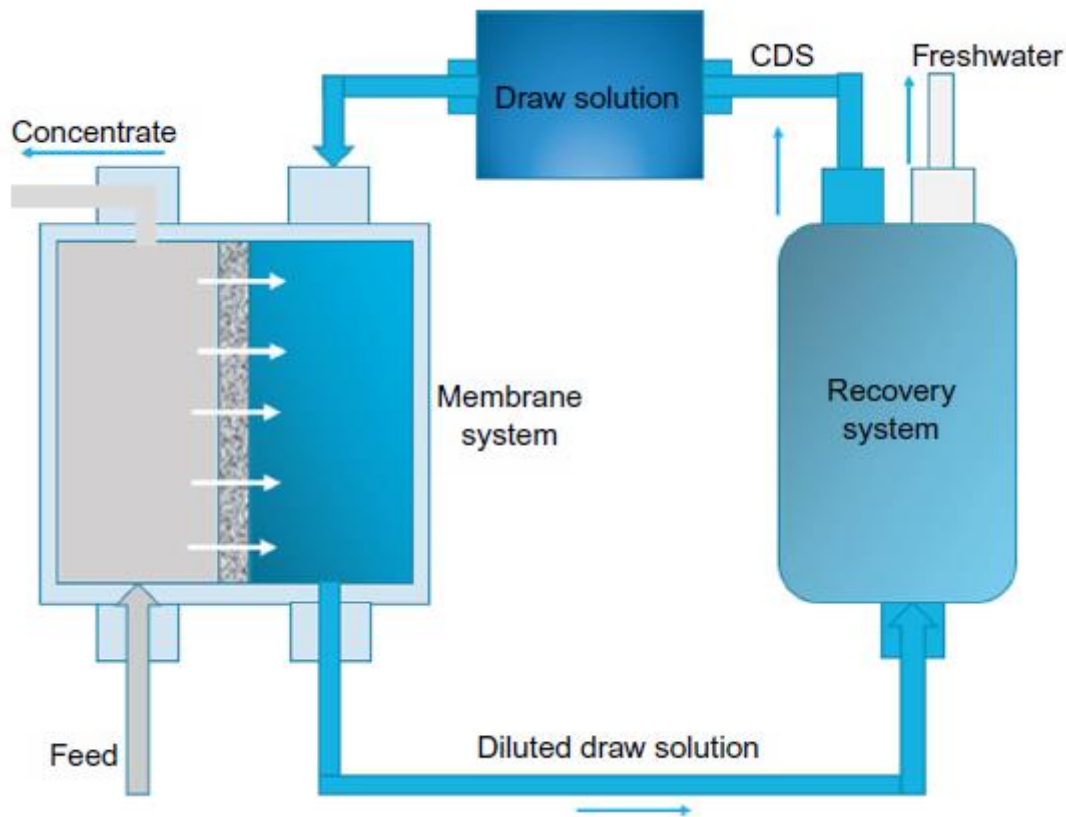 CDS
Freshwater
Draw solution
Concentrate
Membrane
system
Recovery
system
Feed
Diluted draw solution